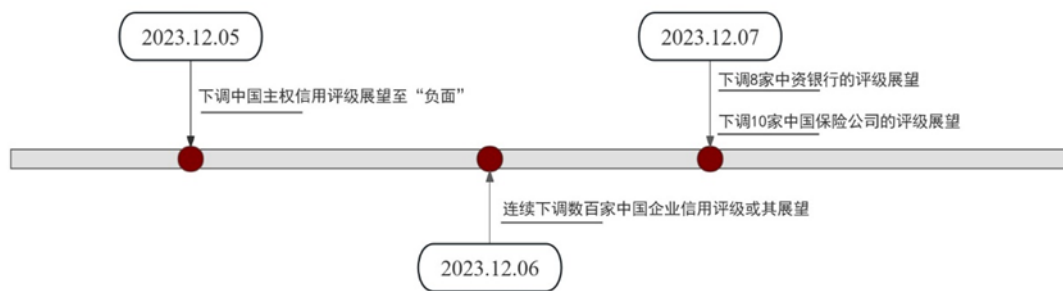 2023.12.05
下调中国主权信用评级展望至“负面”
2023.12.06
连续下调数百家中国企业信用评级或其展望
2023.12.07
下调8家中资银行的评级展望
下调10家中国保险公司的评级展望